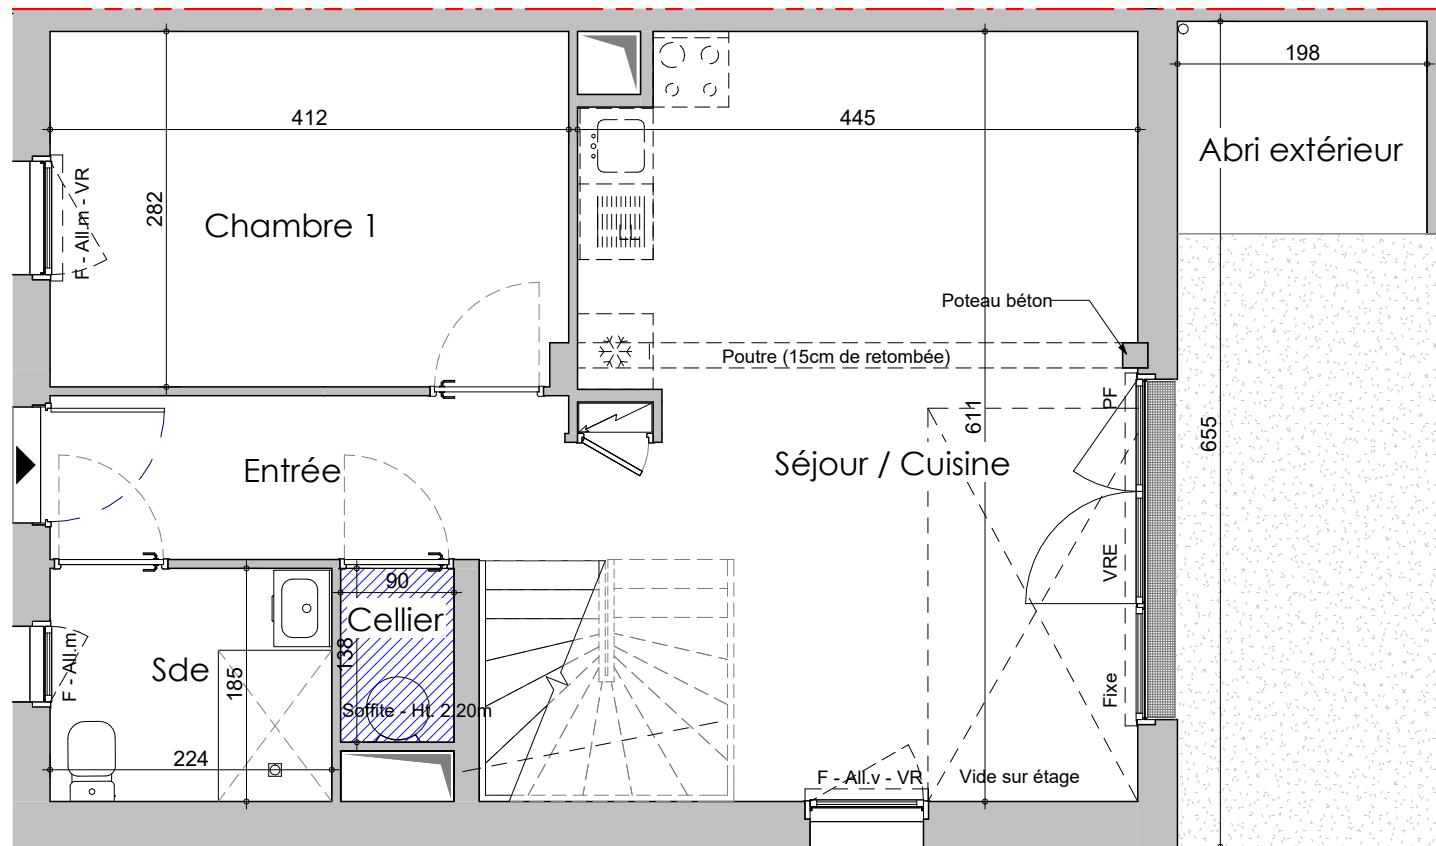 198
412
445
Abri extérieur
F - All.m - VR
282
Chambre 1
LL
Poteau béton
Poutre (15cm de retombée)
PF
611
655
Entrée
Séjour / Cuisine
VRE
90
Cellier
138
F - All.m
Sde
185
Fixe
Soffite - Ht. 2.20m
224
F - All.v - VR
Vide sur étage